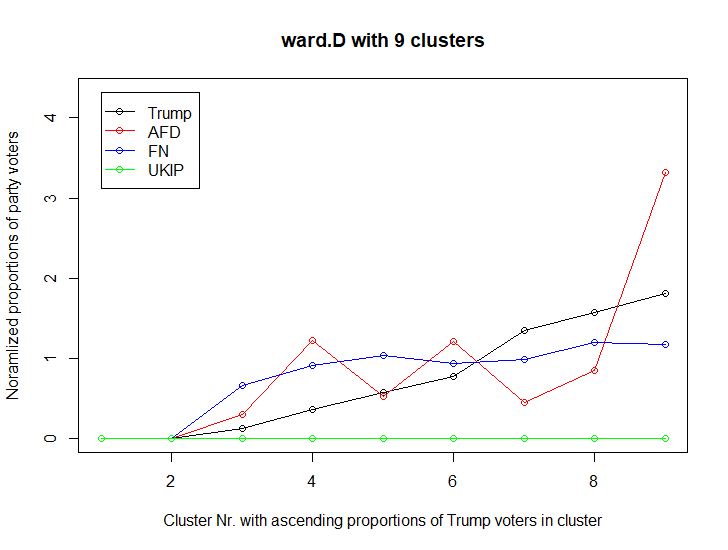 ward.D with 9 clusters
Trump
AFD
FN
UKIP
4
3
2
1
0
Noramlized proportions of party voters
2 4 6 8
Cluster Nr. with ascending proportions of Trump voters in cluster